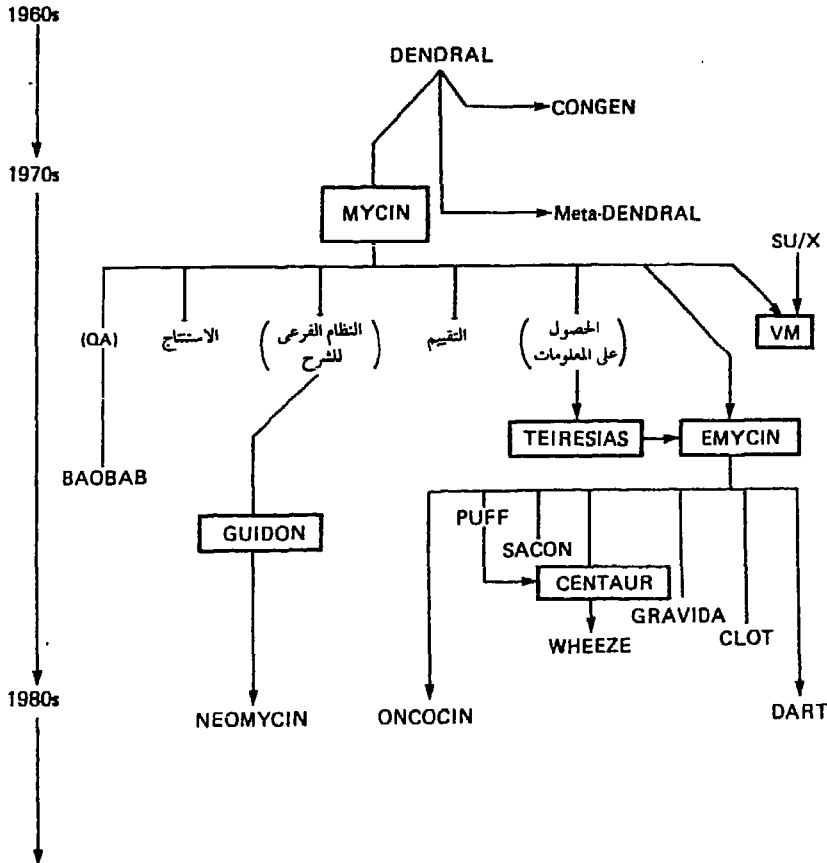 1960s
DENDRAL
CONGEN
1970s
MYCIN
Meta-DENDRAL
SU/X
VM
(QA)
الاستنتاج
(النظام الفرعى
للشرح)
التقييم
(الحصول
على المعلومات)
TEIRESIAS
EMYCIN
BAOBAB
GUIDON
PUFF
SACON
CENTAUR
GRAVIDA
CLOT
WHEEZE
1980s
NEOMYCIN
ONCOCIN
DART